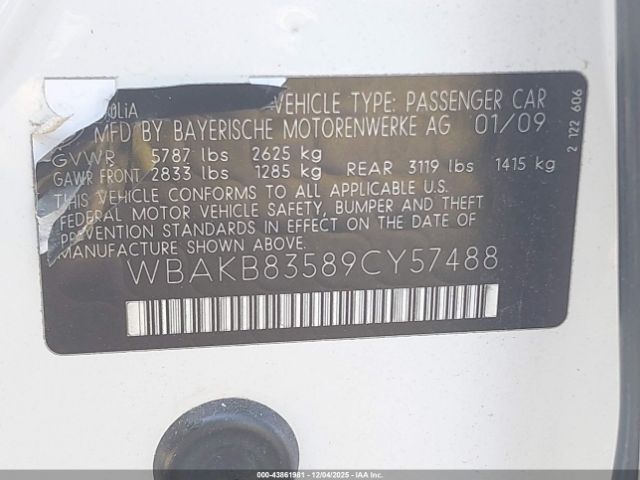 VEHICLE TYPE: PASSENGER CAR
MFD BY BAYERISCHE MOTORENWERKE AG 01/09
GVWR 5787 lbs 2625 kg
GAWR FRONT 2833 lbs 1285 kg REAR 3119 lbs 1415 kg
THIS VEHICLE CONFORMS TO ALL APPLICABLE U.S.
FEDERAL MOTOR VEHICLE SAFETY, BUMPER AND THEFT
PREVENTION STANDARDS IN EFFECT ON THE DATE OF
MANUFACTURE SHOWN ABOVE.
WBAKB83589CY57488
2 122 606
000-43861981 - 12/04/2025 - COPART